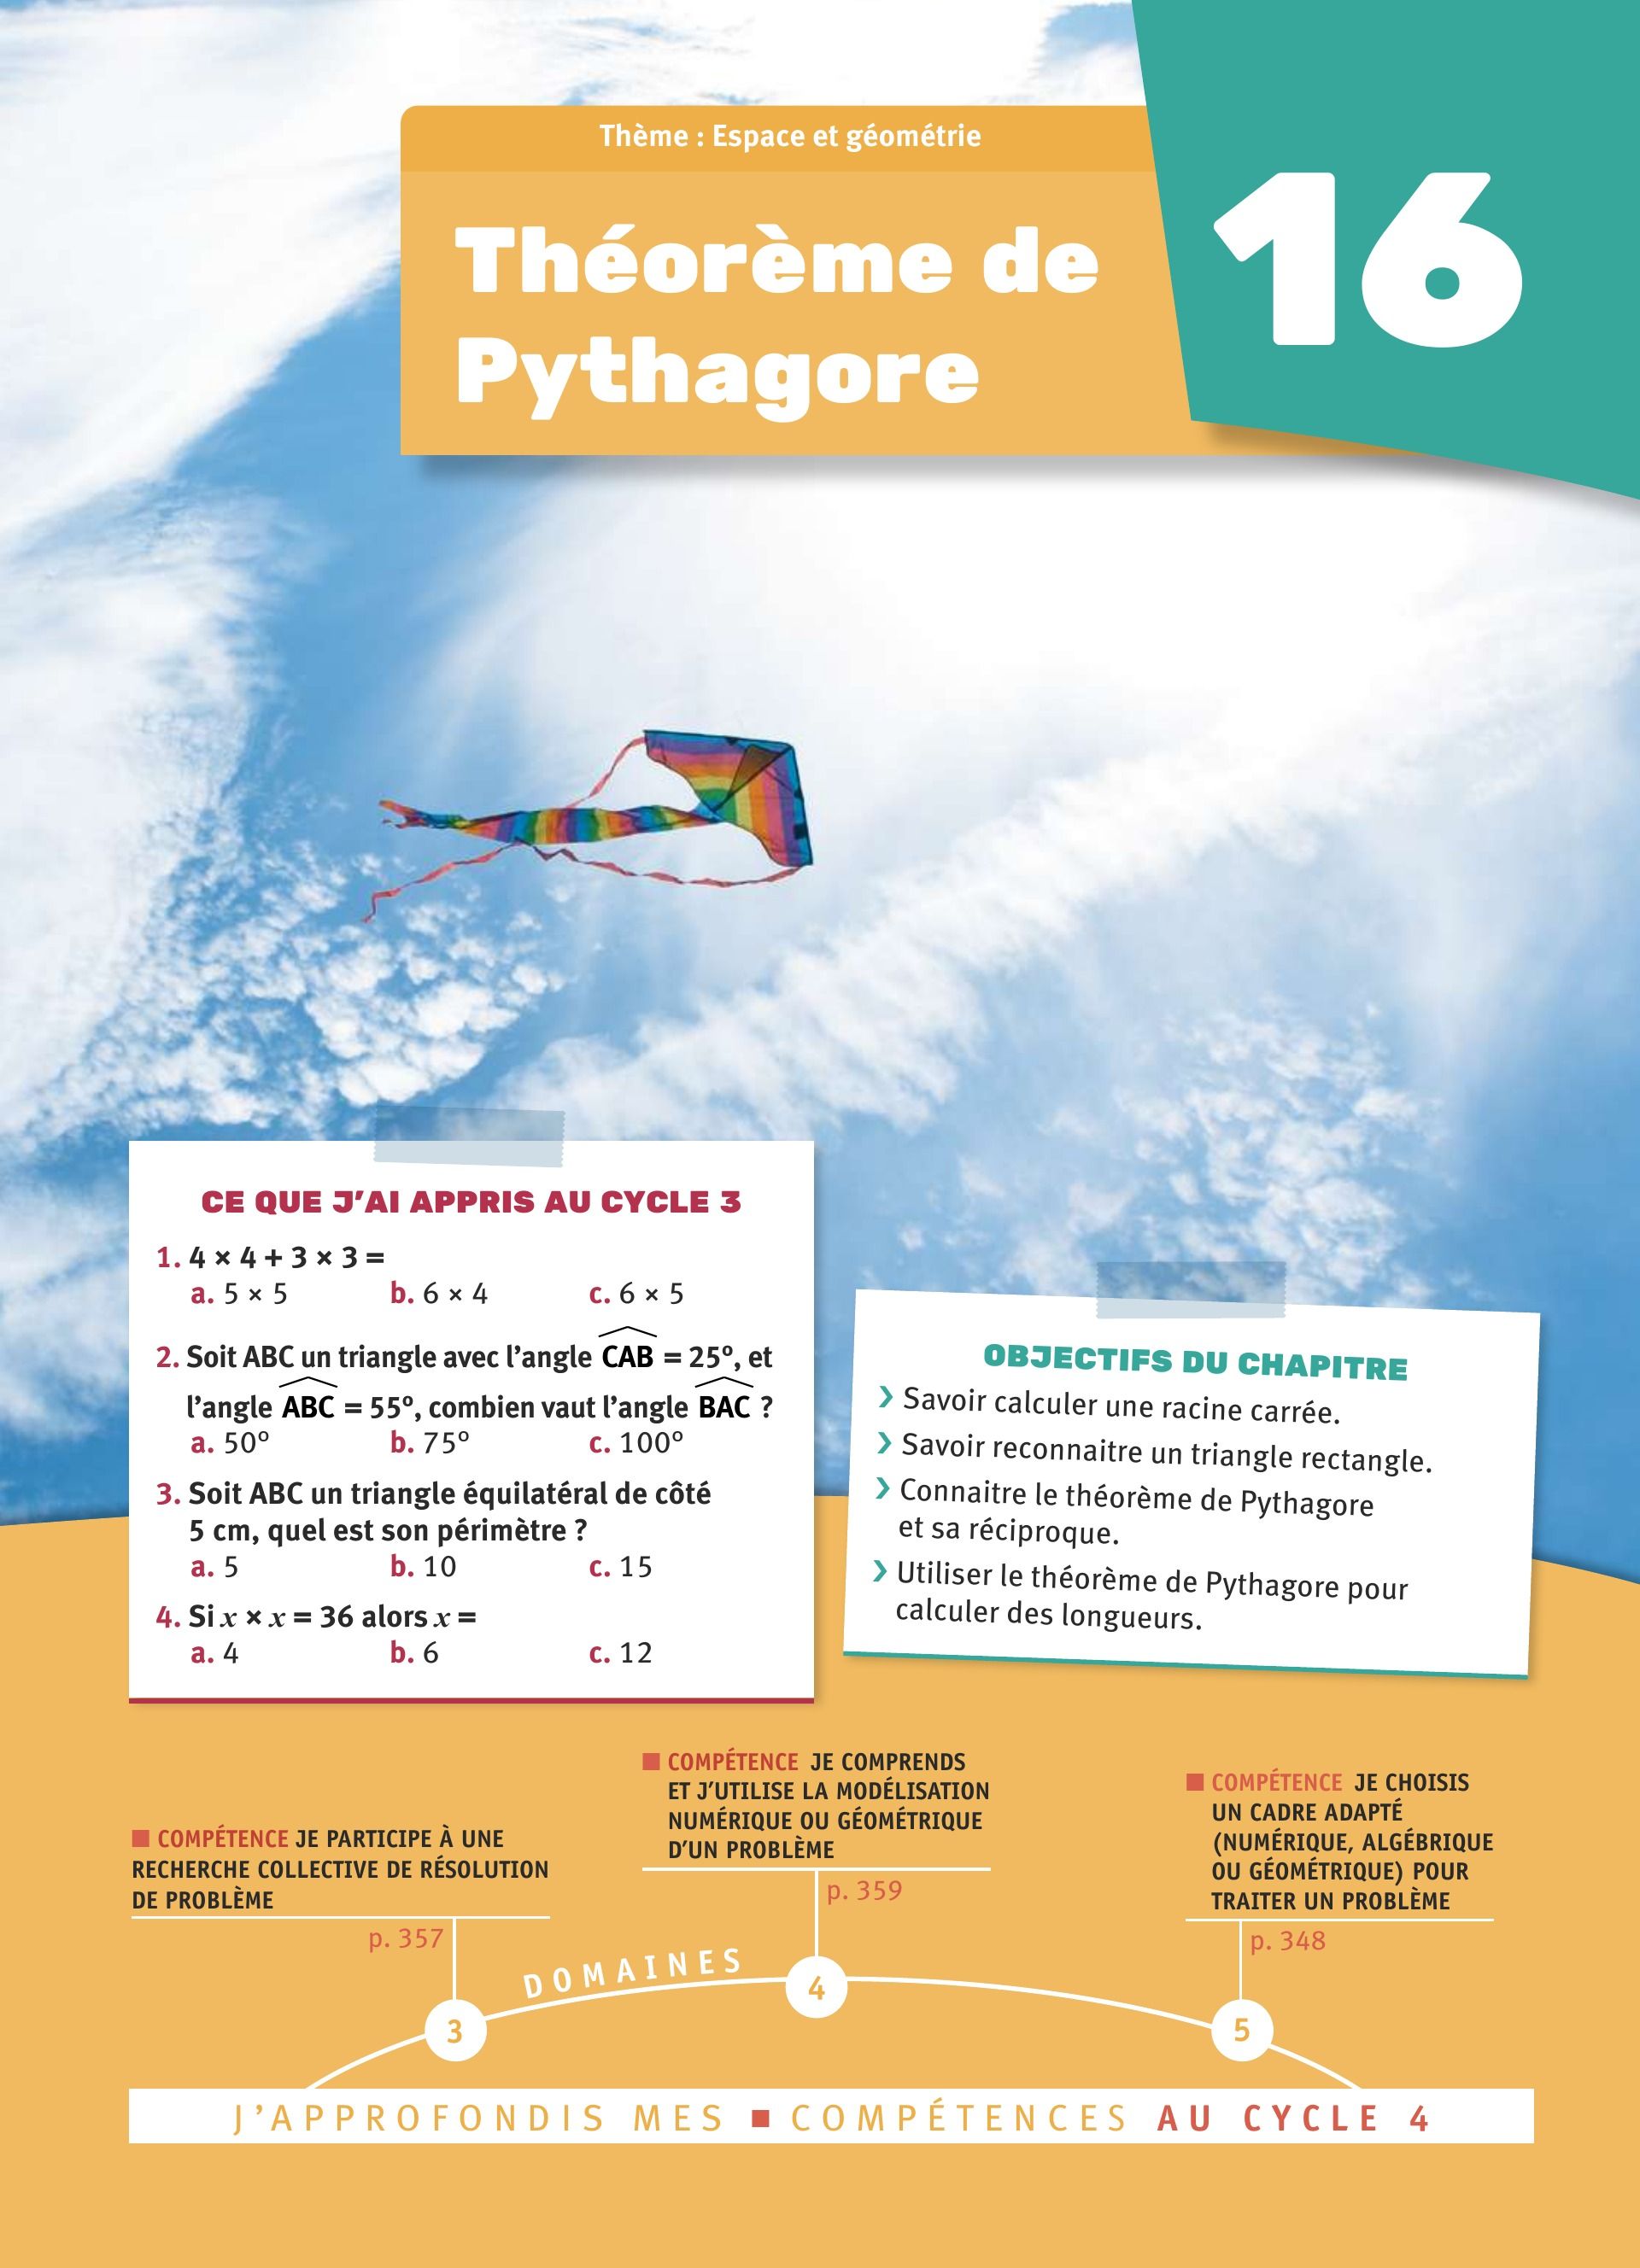 Thème : Espace et géométrie
16
Théorème de
Pythagore
CE QUE J'AI APPRIS AU CYCLE 3
1. 4 × 4 + 3 × 3 =
a. 5 × 5 b. 6 × 4 c. 6 × 5
2. Soit ABC un triangle avec l'angle CAB = 25º, et
l'angle ABC = 55º, combien vaut l'angle BAC ?
a. 50º b. 75º c. 100º
3. Soit ABC un triangle équilatéral de côté
5 cm, quel est son périmètre ?
a. 5 b. 10 c. 15
4. Si x × x = 36 alors x =
a. 4 b. 6 c. 12
OBJECTIFS DU CHAPITRE
› Savoir calculer une racine carrée.
› Savoir reconnaitre un triangle rectangle.
› Connaitre le théorème de Pythagore
et sa réciproque.
› Utiliser le théorème de Pythagore pour
calculer des longueurs.
■ COMPÉTENCE JE PARTICIPE À UNE
RECHERCHE COLLECTIVE DE RÉSOLUTION
DE PROBLÈME
p. 357
■ COMPÉTENCE JE COMPRENDS
ET J'UTILISE LA MODÉLISATION
NUMÉRIQUE OU GÉOMÉTRIQUE
D'UN PROBLÈME
p. 359
■ COMPÉTENCE JE CHOISIS
UN CADRE ADAPTÉ
(NUMÉRIQUE, ALGÉBRIQUE
OU GÉOMÉTRIQUE) POUR
TRAITER UN PROBLÈME
p. 348
DOMAINES
3
4
5
J'APPROFONDIS MES ■ COMPÉTENCES AU CYCLE 4